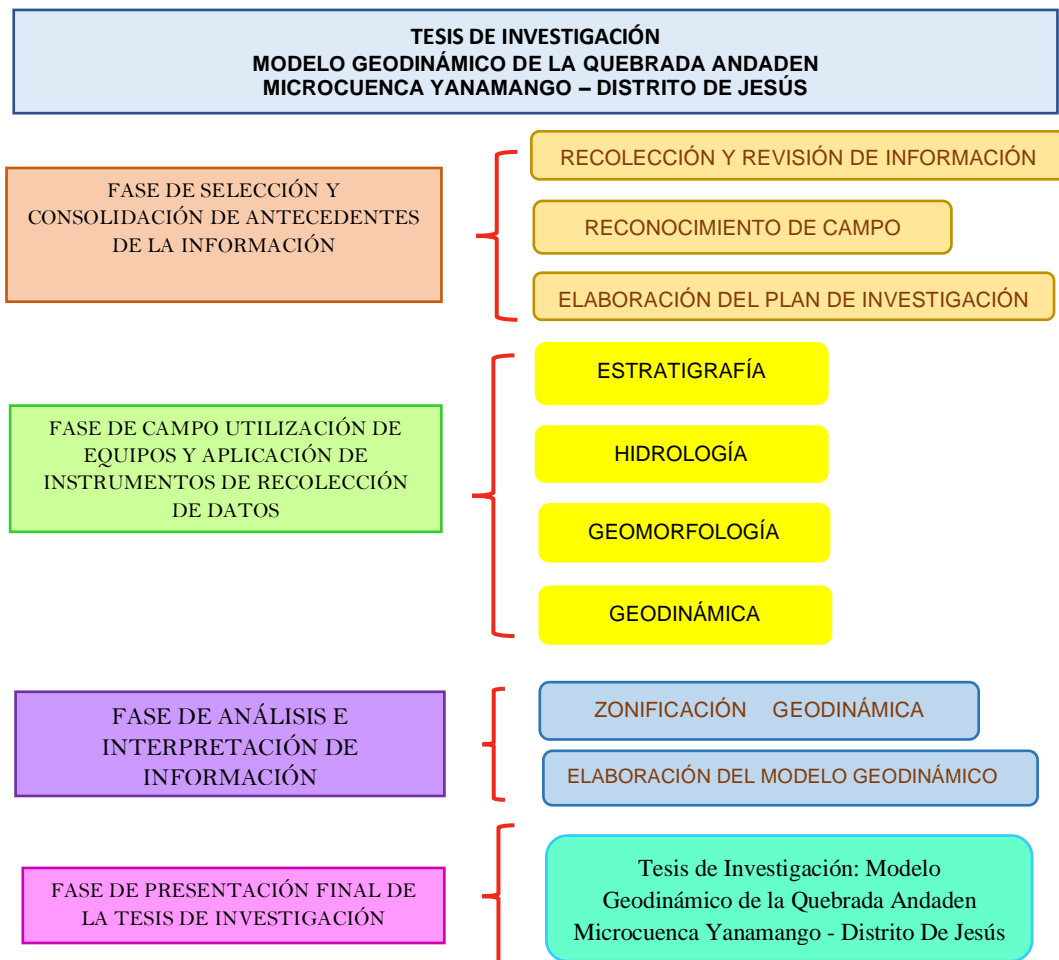 TESIS DE INVESTIGACIÓN
MODELO GEODINÁMICO DE LA QUEBRADA ANDADEN
MICROCUENCA YANAMANGO – DISTRITO DE JESÚS
FASE DE SELECCIÓN Y
CONSOLIDACIÓN DE ANTECEDENTES
DE LA INFORMACIÓN
RECOLECCIÓN Y REVISIÓN DE INFORMACIÓN
RECONOCIMIENTO DE CAMPO
ELABORACIÓN DEL PLAN DE INVESTIGACIÓN
FASE DE CAMPO UTILIZACIÓN DE
EQUIPOS Y APLICACIÓN DE
INSTRUMENTOS DE RECOLECCIÓN
DE DATOS
ESTRATIGRAFÍA
HIDROLOGÍA
GEOMORFOLOGÍA
GEODINÁMICA
FASE DE ANÁLISIS E
INTERPRETACIÓN DE
INFORMACIÓN
ZONIFICACIÓN GEODINÁMICA
ELABORACIÓN DEL MODELO GEODINÁMICO
FASE DE PRESENTACIÓN FINAL DE
LA TESIS DE INVESTIGACIÓN
Tesis de Investigación: Modelo
Geodinámico de la Quebrada Andaden
Microcuenca Yanamango - Distrito De Jesús